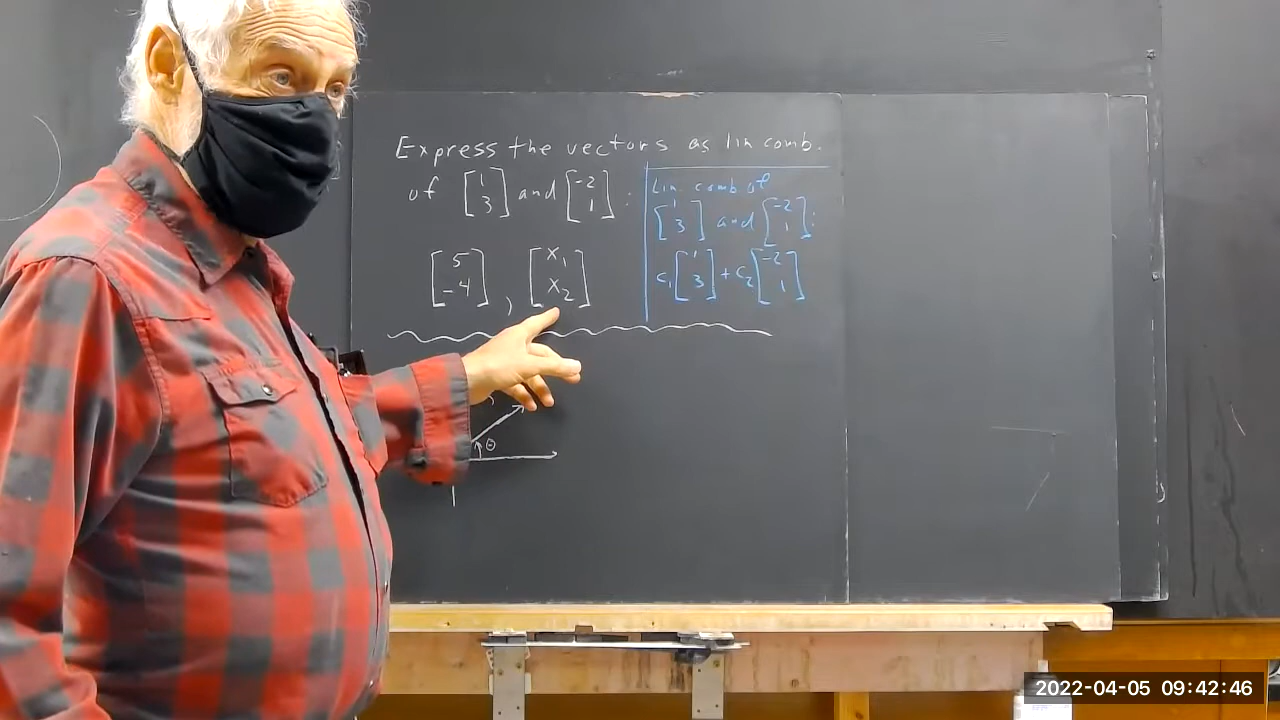 Express the vectors as lin comb.
of [1 3] and [-2 1] :
[5 -4] , [x₁ x₂]
Lin. comb of
[1 3] and [-2 1] :
c₁ [1 3] + c₂ [-2 1]
θ
2022-04-05 09:42:46